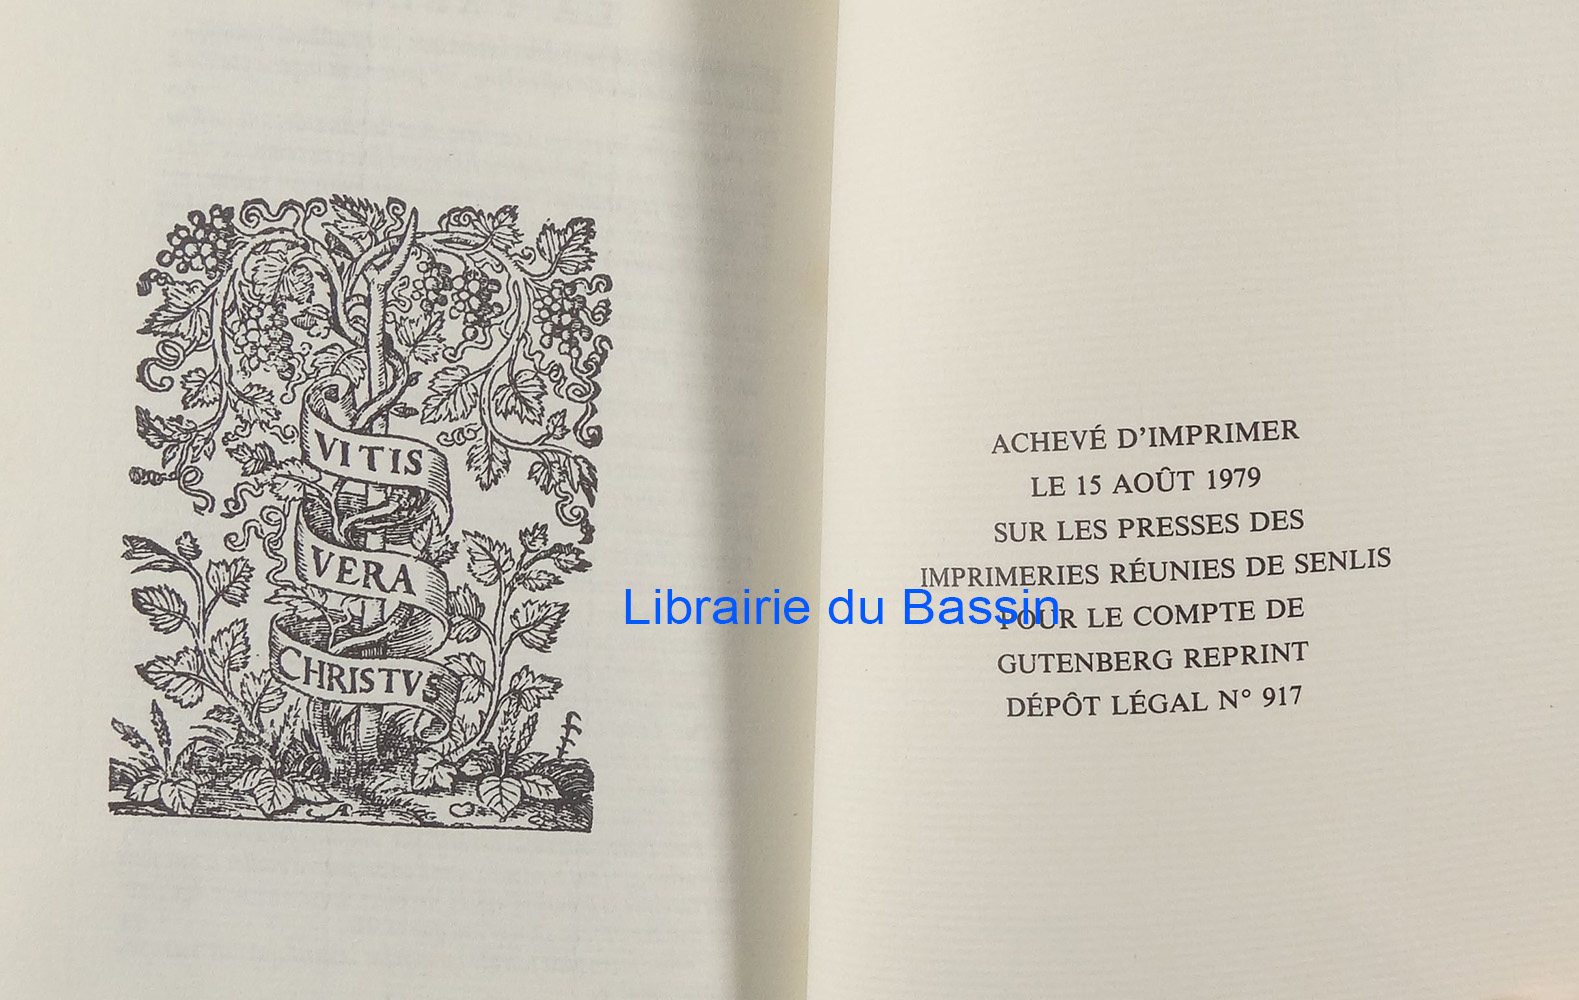 VITIS
VERA
CHRISTVS
ACHEVÉ D'IMPRIMER
LE 15 AOÛT 1979
SUR LES PRESSES DES
IMPRIMERIES RÉUNIES DE SENLIS
POUR LE COMPTE DE
GUTENBERG REPRINT
DÉPÔT LÉGAL N° 917
Librairie du Bassin